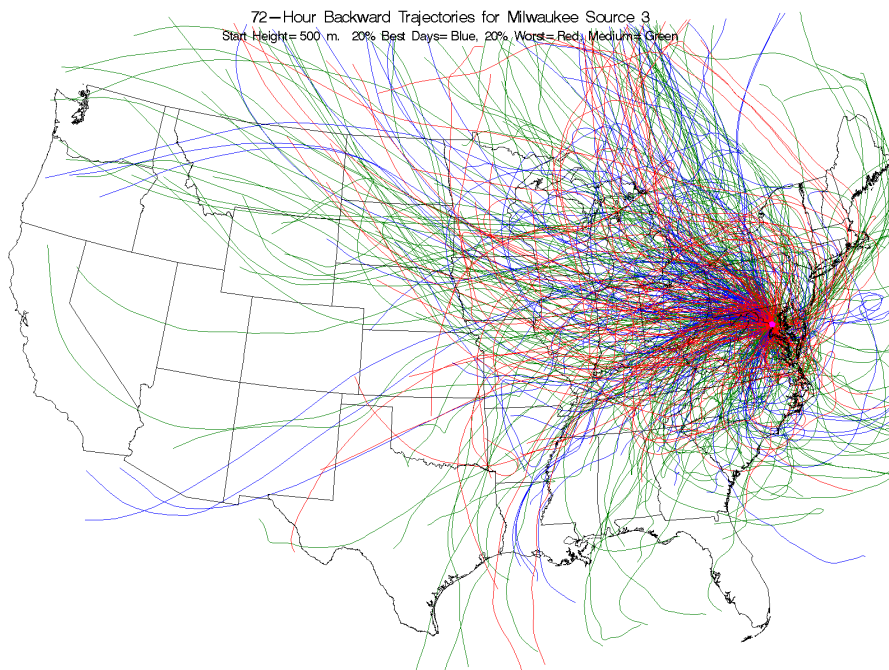 72-Hour Backward Trajectories for Milwaukee Source 3
Start Height= 500 m. 20% Best Days= Blue, 20% Worst= Red, Medium= Green